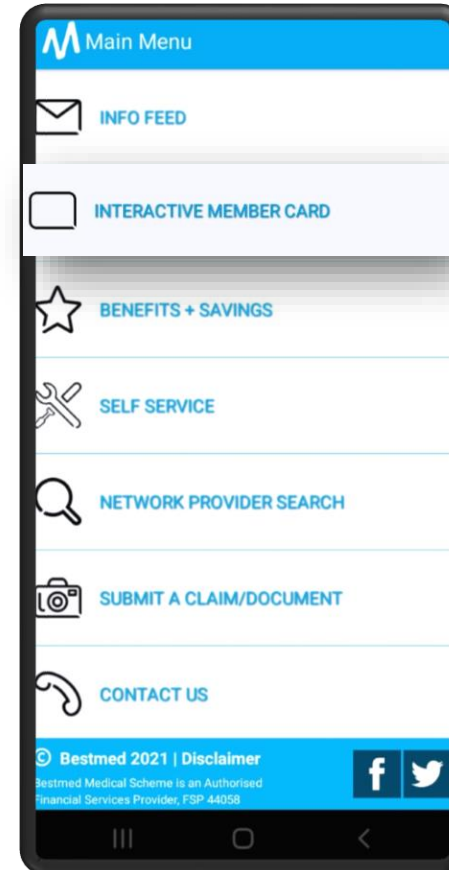 Main Menu
INFO FEED
INTERACTIVE MEMBER CARD
BENEFITS + SAVINGS
SELF SERVICE
NETWORK PROVIDER SEARCH
SUBMIT A CLAIM/DOCUMENT
CONTACT US
© Bestmed 2021 | Disclaimer
Bestmed Medical Scheme is an Authorised
Financial Services Provider, FSP 44058